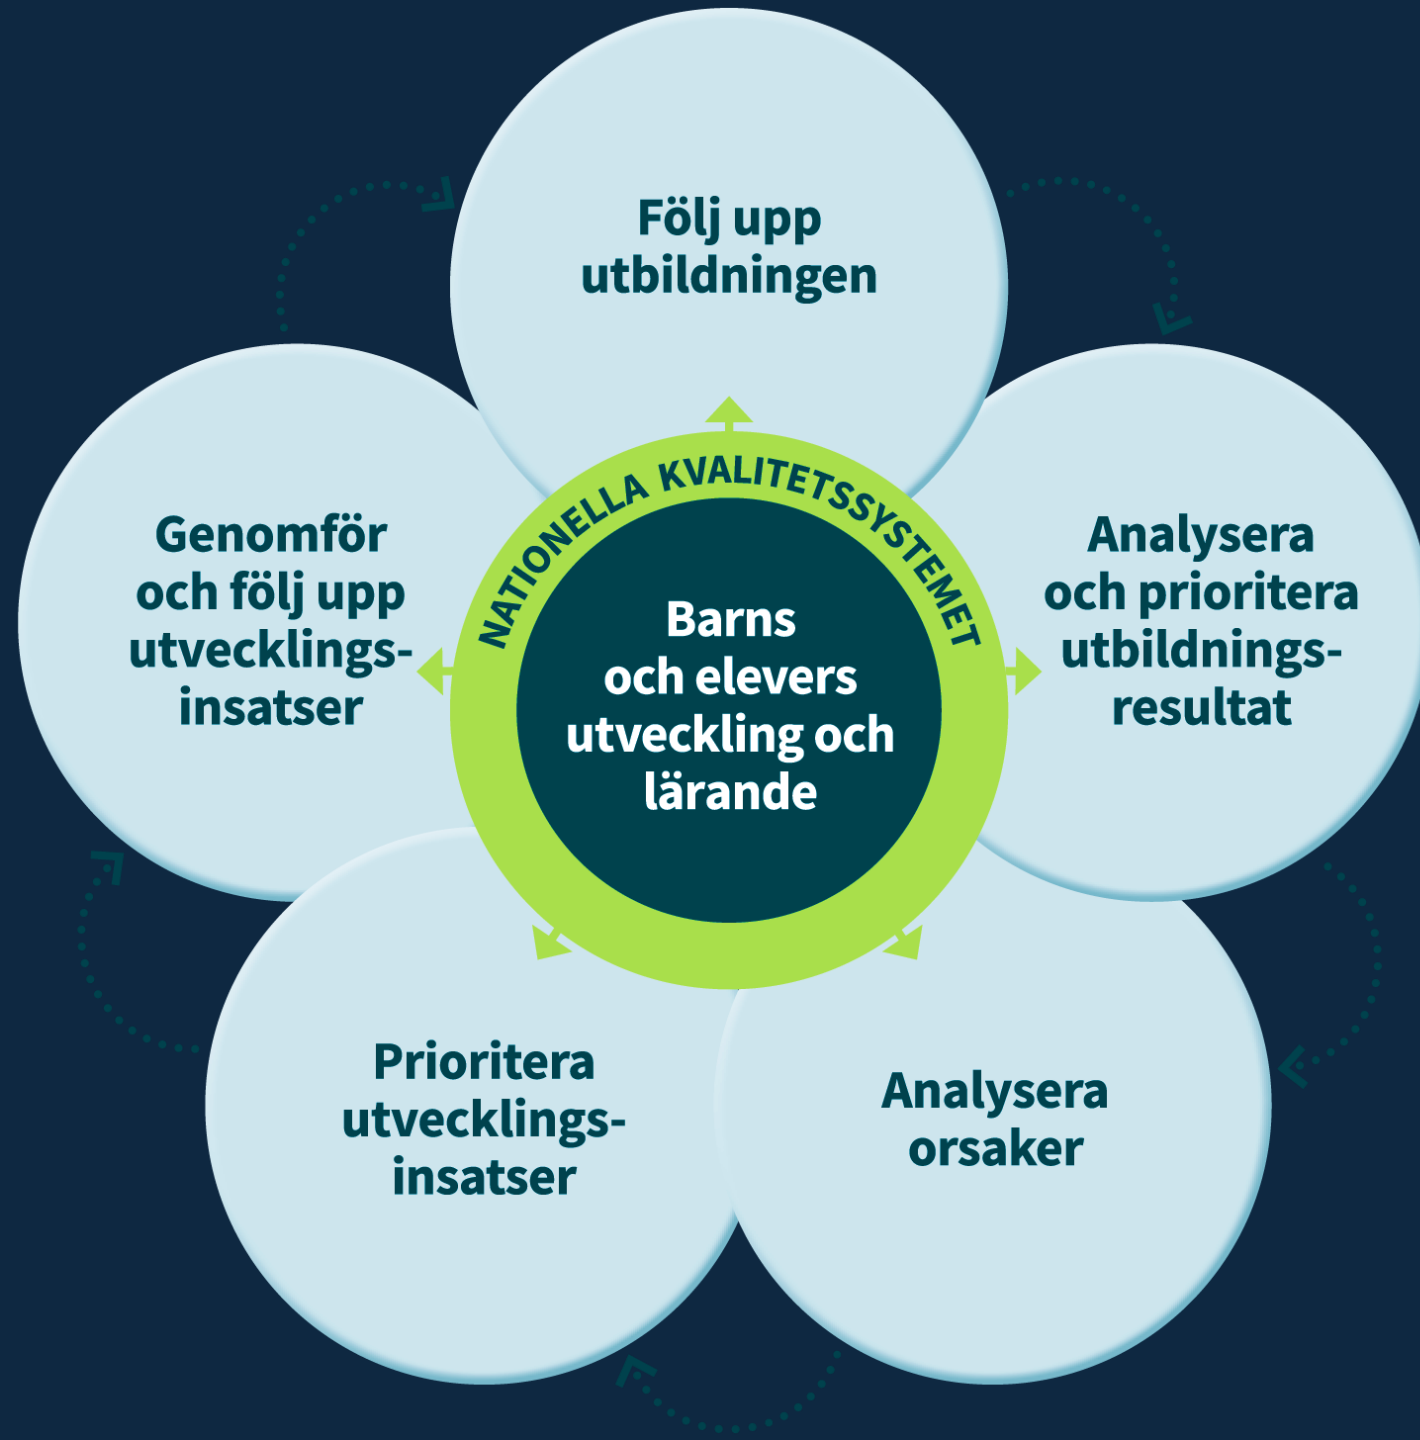 Följ upp
utbildningen
Genomför
och följ upp
utvecklings-
insatser
NATIONELLA KVALITETSSYSTEMET
Barns
och elevers
utveckling och
lärande
Analysera
och prioritera
utbildnings-
resultat
Prioritera
utvecklings-
insatser
Analysera
orsaker